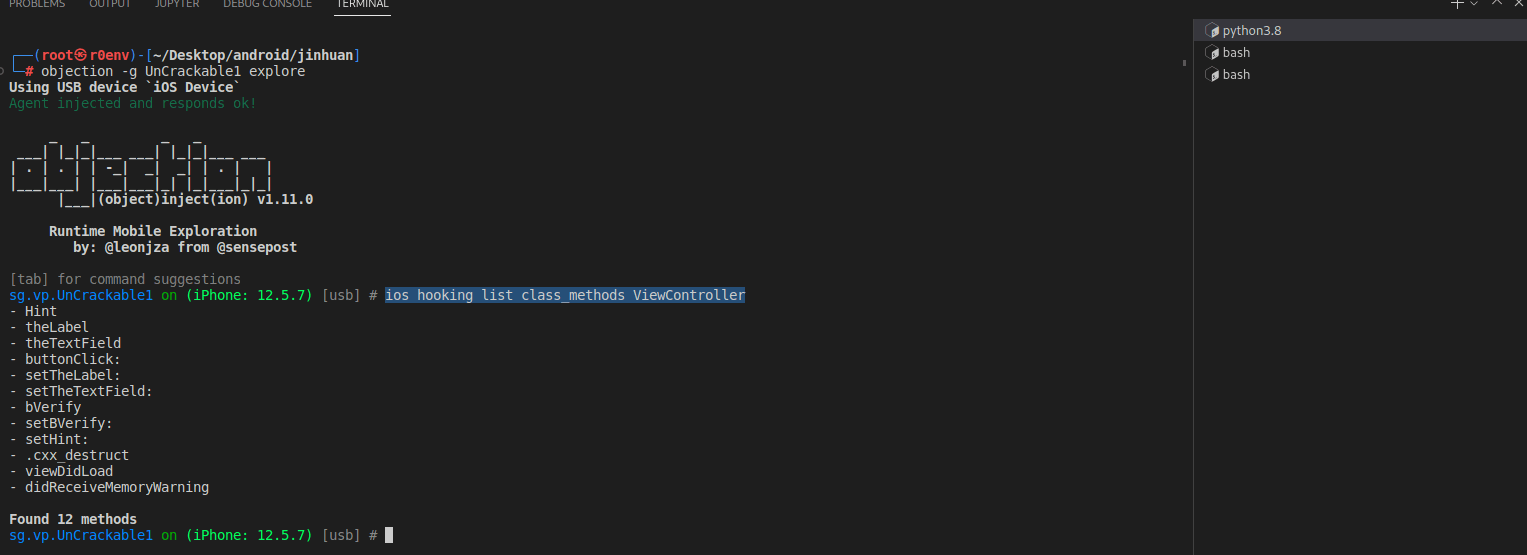 PROBLEMS OUTPUT JUPYTER DEBUG CONSOLE TERMINAL
(root㉿r0env)-[~/Desktop/android/jinhuan]
# objection -g UnCrackable1 explore
Using USB device `iOS Device`
Agent injected and responds ok!
|___|(object)inject(ion) v1.11.0
Runtime Mobile Exploration
by: @leonjza from @sensepost
[tab] for command suggestions
sg.vp.UnCrackable1 on (iPhone: 12.5.7) [usb] # ios hooking list class_methods ViewController
- Hint
- theLabel
- theTextField
- buttonClick:
- setTheLabel:
- setTheTextField:
- bVerify
- setBVerify:
- setHint:
- .cxx_destruct
- viewDidLoad
- didReceiveMemoryWarning
Found 12 methods
sg.vp.UnCrackable1 on (iPhone: 12.5.7) [usb] #
python3.8
bash
bash